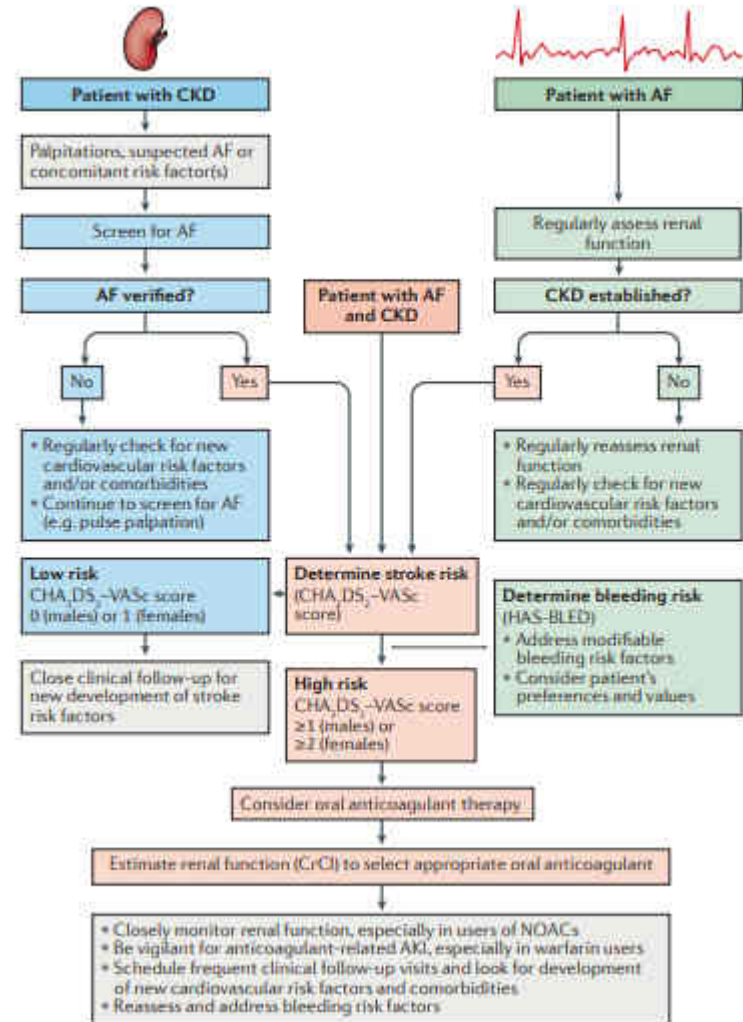 Patient with CKD
Patient with AF
Palpitations, suspected AF or
concomitant risk factor(s)
Screen for AF
Regularly assess renal
function
AF verified?
Patient with AF
and CKD
CKD established?
No
Yes
Yes
No
• Regularly check for new
cardiovascular risk factors
and/or comorbidities
• Continue to screen for AF
(e.g. pulse palpation)
• Regularly reassess renal
function
• Regularly check for new
cardiovascular risk factors
and/or comorbidities
Low risk
CHA₂DS₂–VASc score
0 (males) or 1 (females)
Determine stroke risk
(CHA₂DS₂–VASc
score)
Determine bleeding risk
(HAS-BLED)
• Address modifiable
bleeding risk factors
• Consider patient's
preferences and values
Close clinical follow-up for
new development of stroke
risk factors
High risk
CHA₂DS₂–VASc score
≥1 (males) or
≥2 (females)
Consider oral anticoagulant therapy
Estimate renal function (CrCl) to select appropriate oral anticoagulant
• Closely monitor renal function, especially in users of NOACs
• Be vigilant for anticoagulant-related AKI, especially in warfarin users
• Schedule frequent clinical follow-up visits and look for development
of new cardiovascular risk factors and comorbidities
• Reassess and address bleeding risk factors